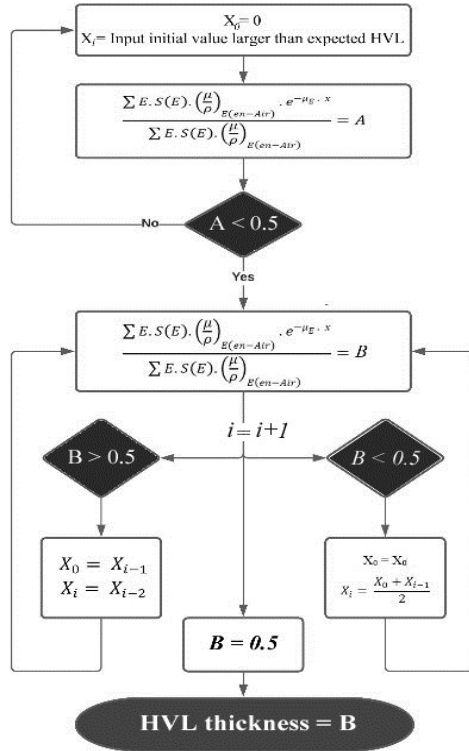 X₀= 0
Xᵢ= Input initial value larger than expected HVL
∑ E.S(E).(μ/ρ)E(en−Air) . e^−μE . x / ∑ E.S(E).(μ/ρ)E(en−Air) = A
No
A < 0.5
Yes
∑ E.S(E).(μ/ρ)E(en−Air) . e^−μE . x / ∑ E.S(E).(μ/ρ)E(en−Air) = B
i= i+1
B > 0.5
B < 0.5
X₀ = Xᵢ₋₁
Xᵢ = Xᵢ₋₂
X₀ = X₀
Xᵢ = (X₀ + Xᵢ₋₁) / 2
B = 0.5
HVL thickness = B